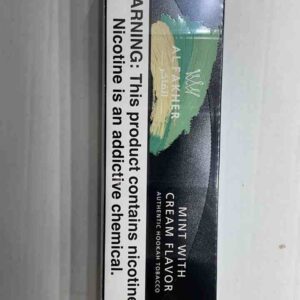 WARNING: This product contains nicotine.
Nicotine is an addictive chemical.
AL FAKHER
الفاخر
MINT WITH
CREAM FLAVOR
AUTHENTIC HOOKAH TOBACCO